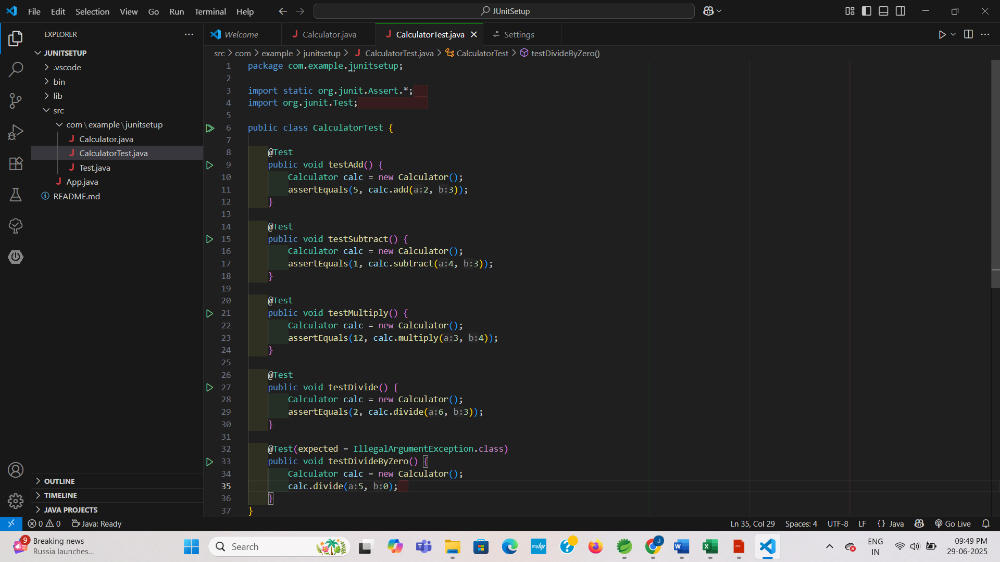 File Edit Selection View Go Run Terminal Help
JUnitSetup
EXPLORER
JUNITSETUP
.vscode
bin
lib
src
com\example\junitsetup
Calculator.java
CalculatorTest.java
Test.java
App.java
README.md
OUTLINE
TIMELINE
JAVA PROJECTS
Welcome
Calculator.java
CalculatorTest.java
Settings
src > com > example > junitsetup > CalculatorTest.java > CalculatorTest > testDivideByZero()
1 package com.example.junitsetup;
2
3 import static org.junit.Assert.*;
4 import org.junit.Test;
5
6 public class CalculatorTest {
7
8 @Test
9 public void testAdd() {
10 Calculator calc = new Calculator();
11 assertEquals(5, calc.add(a:2, b:3));
12 }
13
14 @Test
15 public void testSubtract() {
16 Calculator calc = new Calculator();
17 assertEquals(1, calc.subtract(a:4, b:3));
18 }
19
20 @Test
21 public void testMultiply() {
22 Calculator calc = new Calculator();
23 assertEquals(12, calc.multiply(a:3, b:4));
24 }
25
26 @Test
27 public void testDivide() {
28 Calculator calc = new Calculator();
29 assertEquals(2, calc.divide(a:6, b:3));
30 }
31
32 @Test(expected = IllegalArgumentException.class)
33 public void testDivideByZero() {
34 Calculator calc = new Calculator();
35 calc.divide(a:5, b:0);
36 }
37 }
0 0 Java: Ready
Ln 35, Col 29 Spaces: 4 UTF-8 LF {} Java Go Live
9
Breaking news
Russia launches...
Search
myhp
J
W
X
PDF
ENG
IN
09:49 PM
29-06-2025